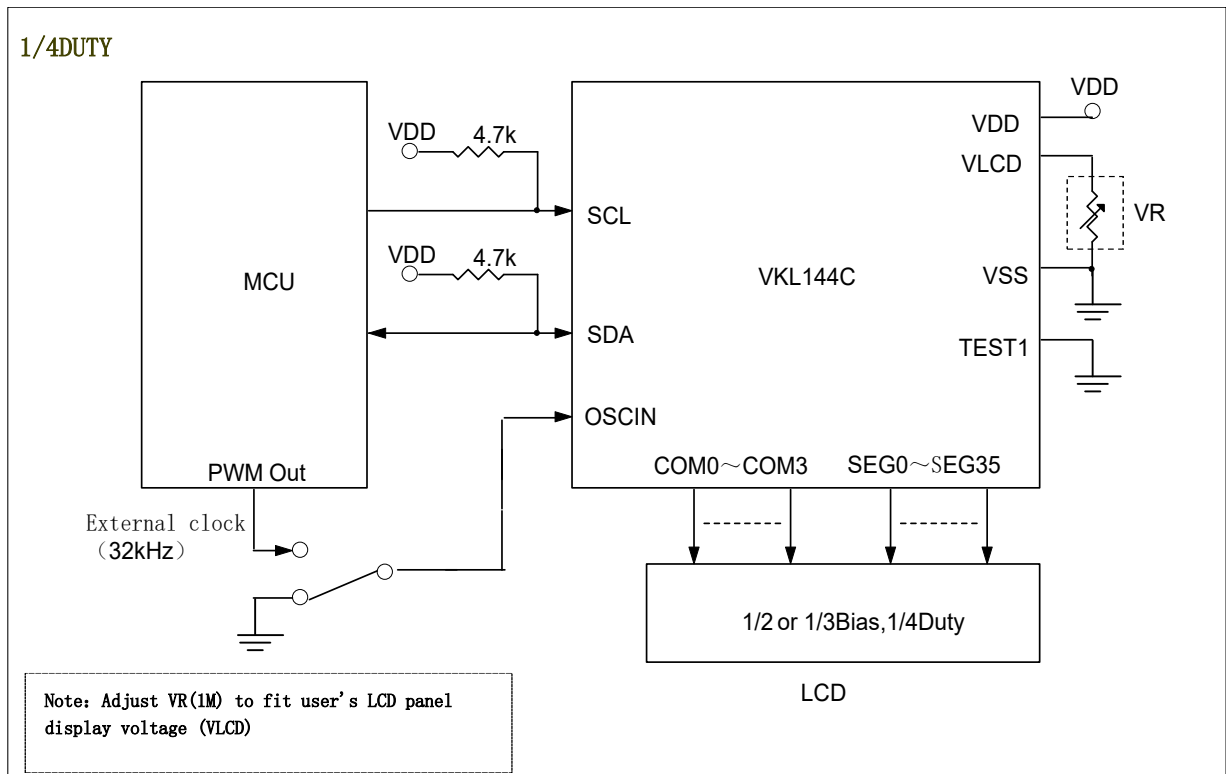 1/4DUTY
VDD
4.7k
VDD
4.7k
MCU
PWM Out
External clock
（32kHz）
SCL
SDA
OSCIN
VKL144C
VDD
VDD
VLCD
VR
VSS
TEST1
COM0～COM3
SEG0～SEG35
1/2 or 1/3Bias,1/4Duty
LCD
Note: Adjust VR(1M) to fit user's LCD panel
display voltage (VLCD)